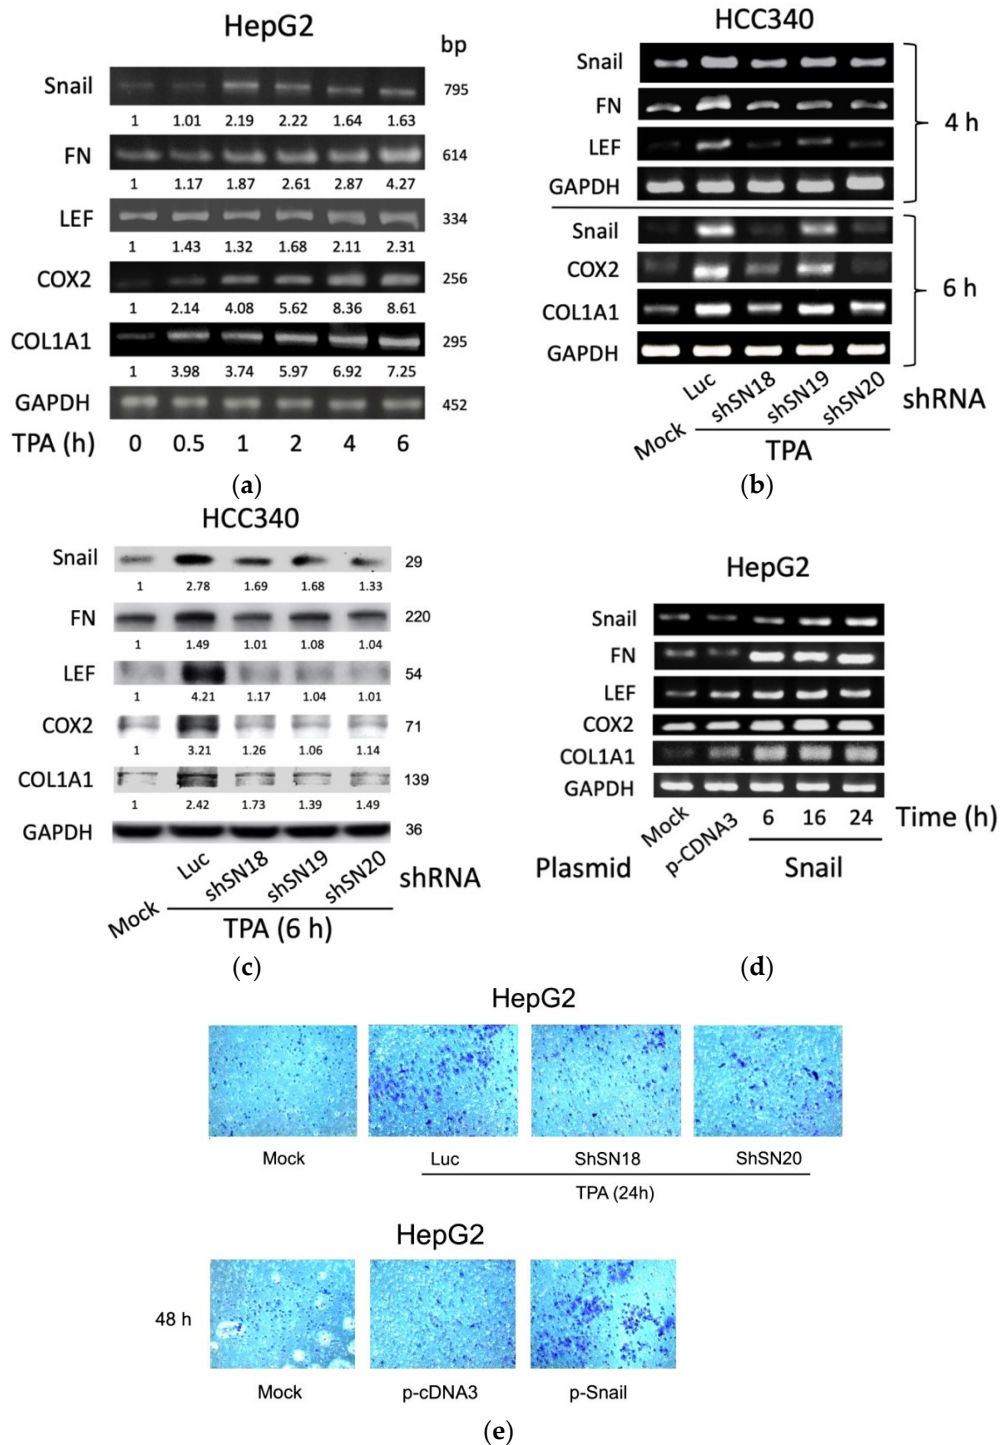 HepG2
bp
Snail 795
1 1.01 2.19 2.22 1.64 1.63
FN 614
1 1.17 1.87 2.61 2.87 4.27
LEF 334
1 1.43 1.32 1.68 2.11 2.31
COX2 256
1 2.14 4.08 5.62 8.36 8.61
COL1A1 295
1 3.98 3.74 5.97 6.92 7.25
GAPDH 452
TPA (h) 0 0.5 1 2 4 6
(a)
HCC340
Snail
FN
LEF
GAPDH
4 h
Snail
COX2
COL1A1
GAPDH
6 h
Mock Luc shSN18 shSN19 shSN20 shRNA
TPA
(b)
HCC340
Snail 29
1 2.78 1.69 1.68 1.33
FN 220
1 1.49 1.01 1.08 1.04
LEF 54
1 4.21 1.17 1.04 1.01
COX2 71
1 3.21 1.26 1.06 1.14
COL1A1 139
1 2.42 1.73 1.39 1.49
GAPDH 36
Mock Luc shSN18 shSN19 shSN20 shRNA
TPA (6 h)
(c)
HepG2
Snail
FN
LEF
COX2
COL1A1
GAPDH
Mock p-CDNA3 6 16 24 Time (h)
Plasmid Snail
(d)
HepG2
Mock Luc ShSN18 ShSN20
TPA (24h)
HepG2
48 h
Mock p-cDNA3 p-Snail
(e)